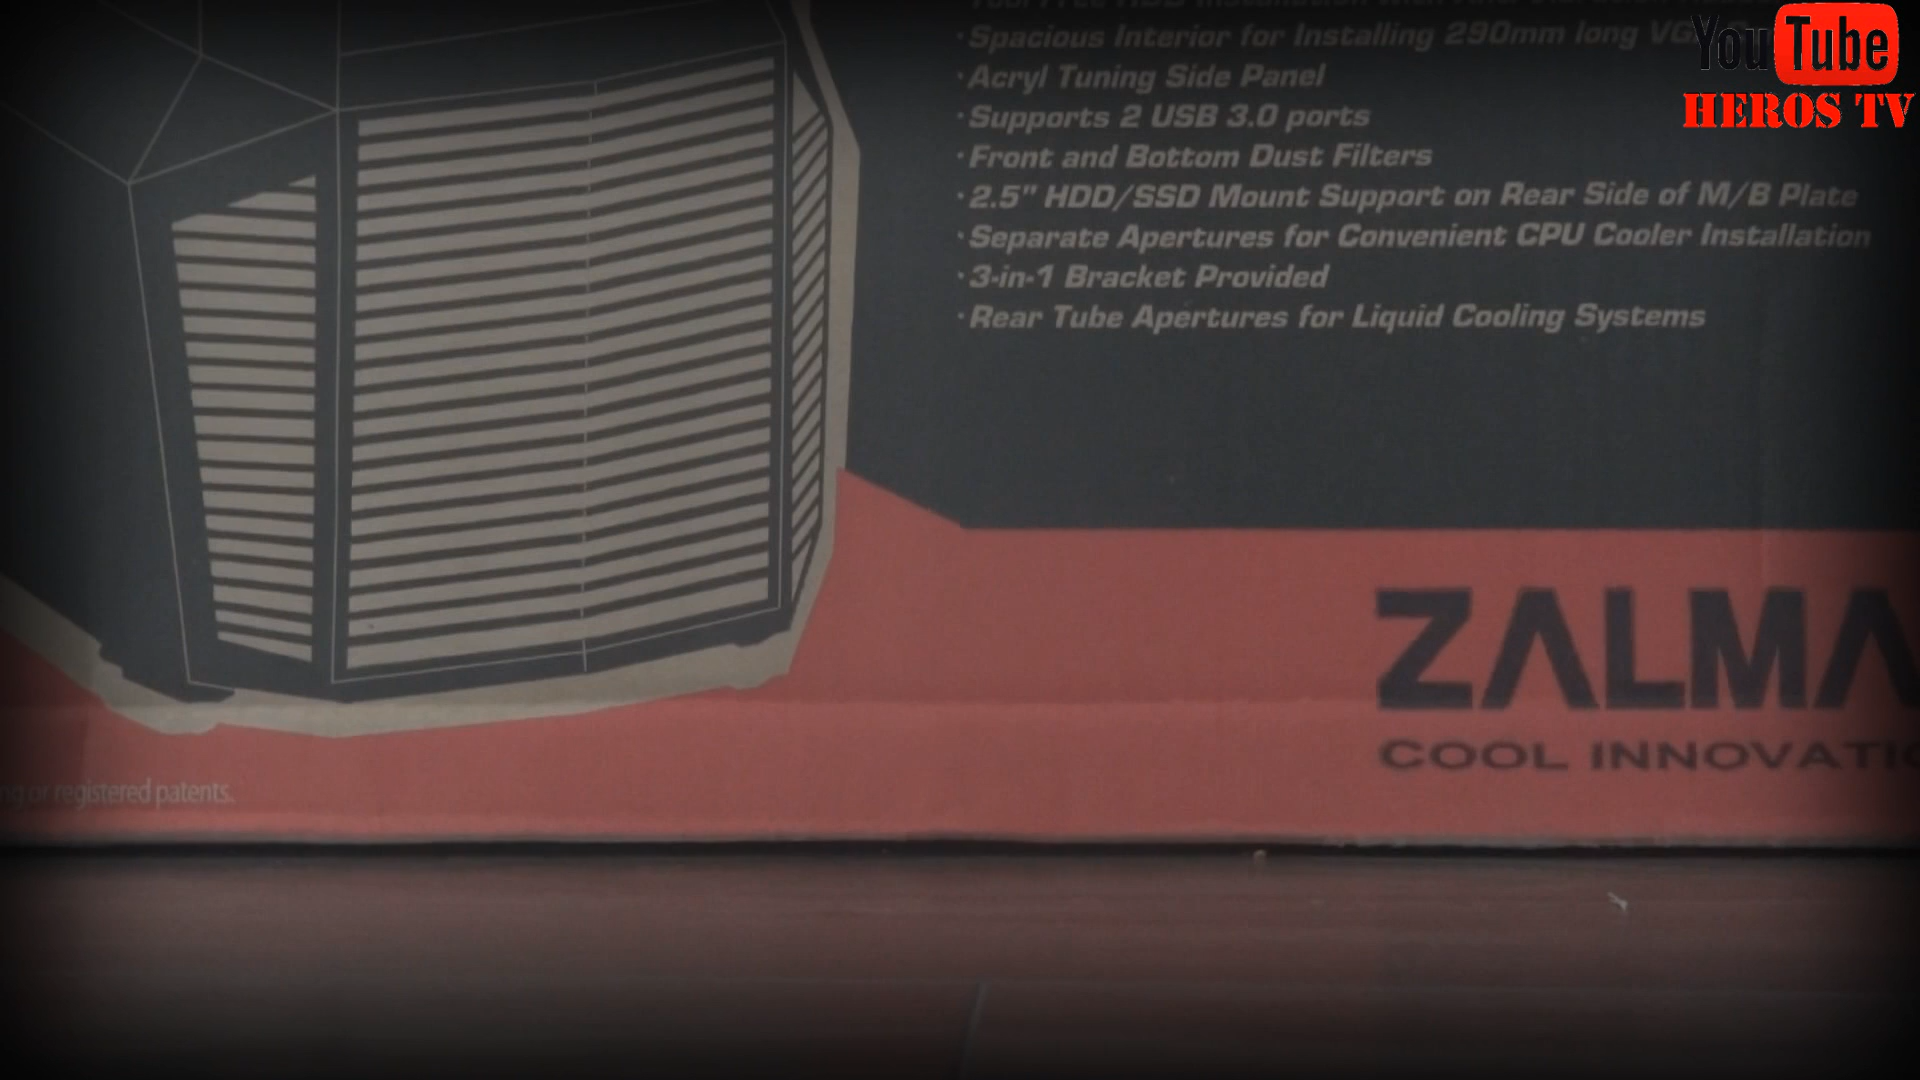 ·Spacious Interior for Installing 290mm long
·Acryl Tuning Side Panel
·Supports 2 USB 3.0 ports
·Front and Bottom Dust Filters
·2.5" HDD/SSD Mount Support on Rear Side of M/B Plate
·Separate Apertures for Convenient CPU Cooler Installation
·3-in-1 Bracket Provided
·Rear Tube Apertures for Liquid Cooling Systems
ZALMA
COOL INNOVATIO
or registered patents.
YouTube
HEROS TV